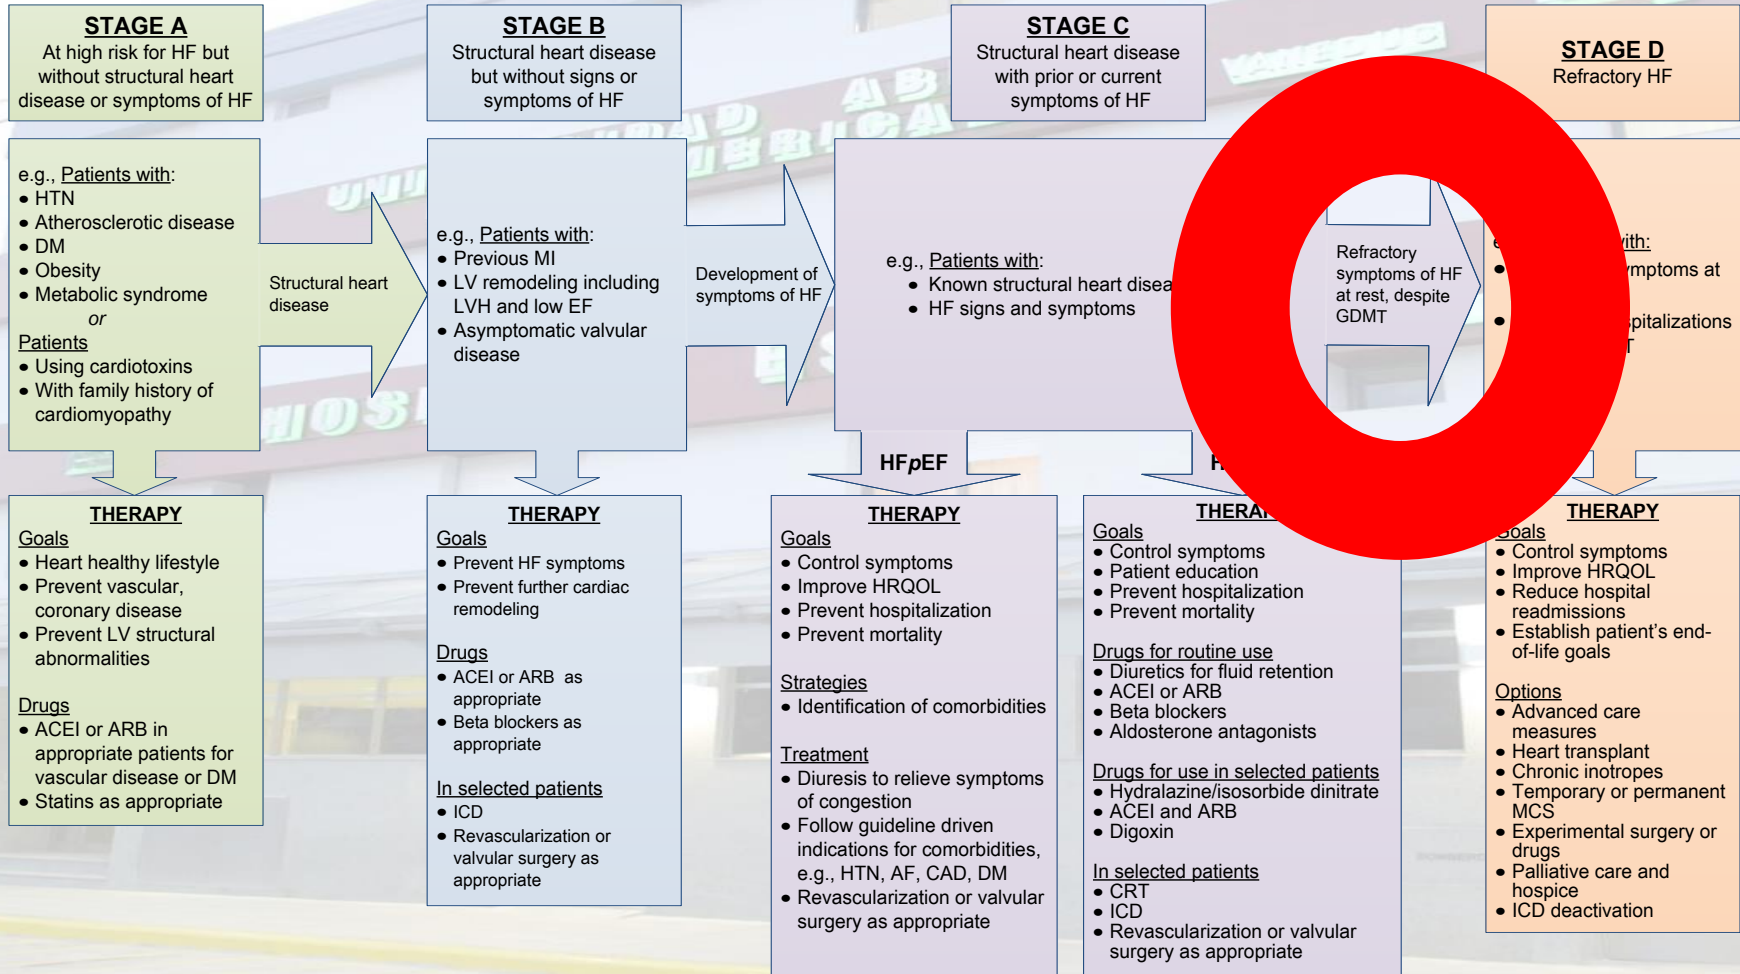 STAGE A
At high risk for HF but
without structural heart
disease or symptoms of HF
STAGE B
Structural heart disease
but without signs or
symptoms of HF
STAGE C
Structural heart disease
with prior or current
symptoms of HF
STAGE D
Refractory HF
e.g., Patients with:
• HTN
• Atherosclerotic disease
• DM
• Obesity
• Metabolic syndrome
or
Patients
• Using cardiotoxins
• With family history of
cardiomyopathy
Structural heart
disease
e.g., Patients with:
• Previous MI
• LV remodeling including
LVH and low EF
• Asymptomatic valvular
disease
Development of
symptoms of HF
e.g., Patients with:
• Known structural heart
• HF signs and symptoms
Refractory
symptoms of HF
at rest, despite
GDMT
at
HFpEF
THERAPY
Goals
• Heart healthy lifestyle
• Prevent vascular,
coronary disease
• Prevent LV structural
abnormalities
Drugs
• ACEI or ARB in
appropriate patients for
vascular disease or DM
• Statins as appropriate
THERAPY
Goals
• Prevent HF symptoms
• Prevent further cardiac
remodeling
Drugs
• ACEI or ARB as
appropriate
• Beta blockers as
appropriate
In selected patients
• ICD
• Revascularization or
valvular surgery as
appropriate
THERAPY
Goals
• Control symptoms
• Improve HRQOL
• Prevent hospitalization
• Prevent mortality
Strategies
• Identification of comorbidities
Treatment
• Diuresis to relieve symptoms
of congestion
• Follow guideline driven
indications for comorbidities,
e.g., HTN, AF, CAD, DM
• Revascularization or valvular
surgery as appropriate
Goals
• Control symptoms
• Patient education
• Prevent hospitalization
• Prevent mortality
Drugs for routine use
• Diuretics for fluid retention
• ACEI or ARB
• Beta blockers
• Aldosterone antagonists
Drugs for use in selected patients
• Hydralazine/isosorbide dinitrate
• ACEI and ARB
• Digoxin
In selected patients
• CRT
• ICD
• Revascularization or valvular
surgery as appropriate
THERAPY
Goals
• Control symptoms
• Improve HRQOL
• Reduce hospital
readmissions
• Establish patient’s end-
of-life goals
Options
• Advanced care
measures
• Heart transplant
• Chronic inotropes
• Temporary or permanent
MCS
• Experimental surgery or
drugs
• Palliative care and
hospice
• ICD deactivation